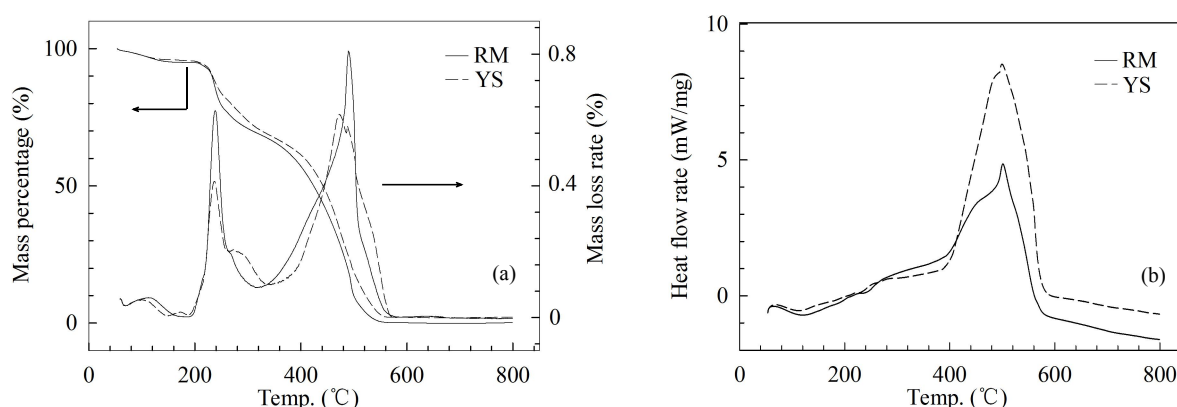 100
50
0
Mass percentage (%)
RM
YS
0.8
0.4
0
Mass loss rate (%)
(a)
0
200
400
600
800
Temp. (℃)
10
5
0
Heat flow rate (mW/mg)
RM
YS
(b)
0
200
400
600
800
Temp. (℃)